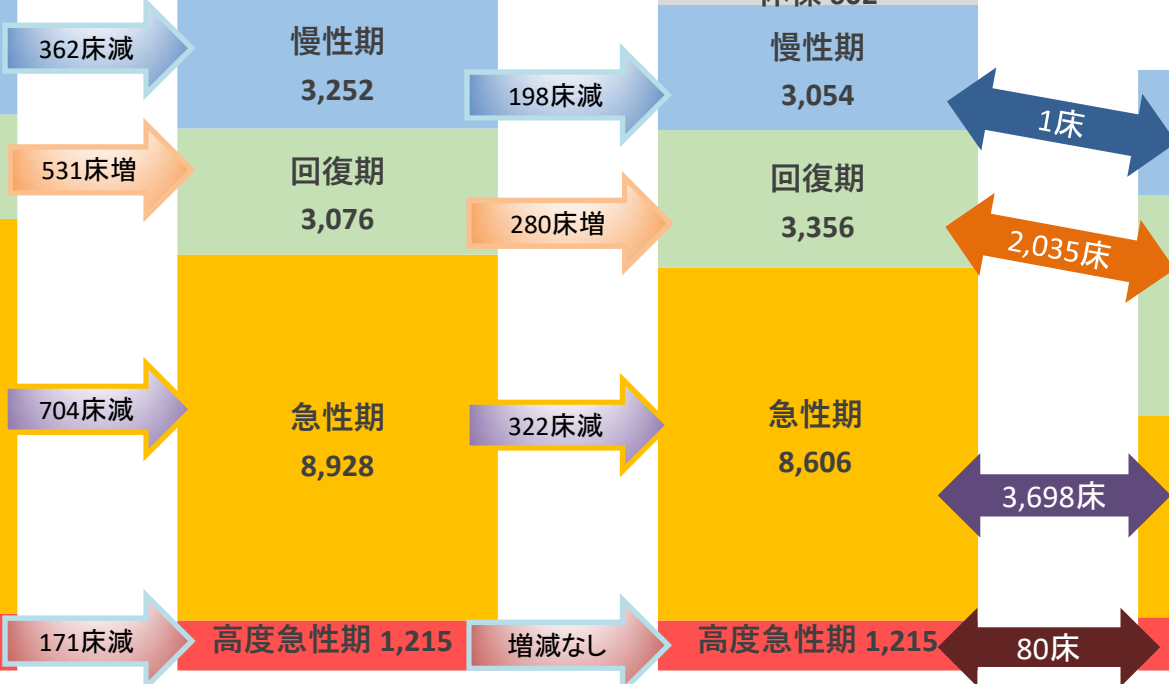 362床減
慢性期
3,252
531床増
回復期
3,076
704床減
急性期
8,928
171床減
高度急性期 1,215
198床減
280床増
322床減
増減なし
慢性期
3,054
回復期
3,356
急性期
8,606
高度急性期 1,215
1床
2,035床
3,698床
80床